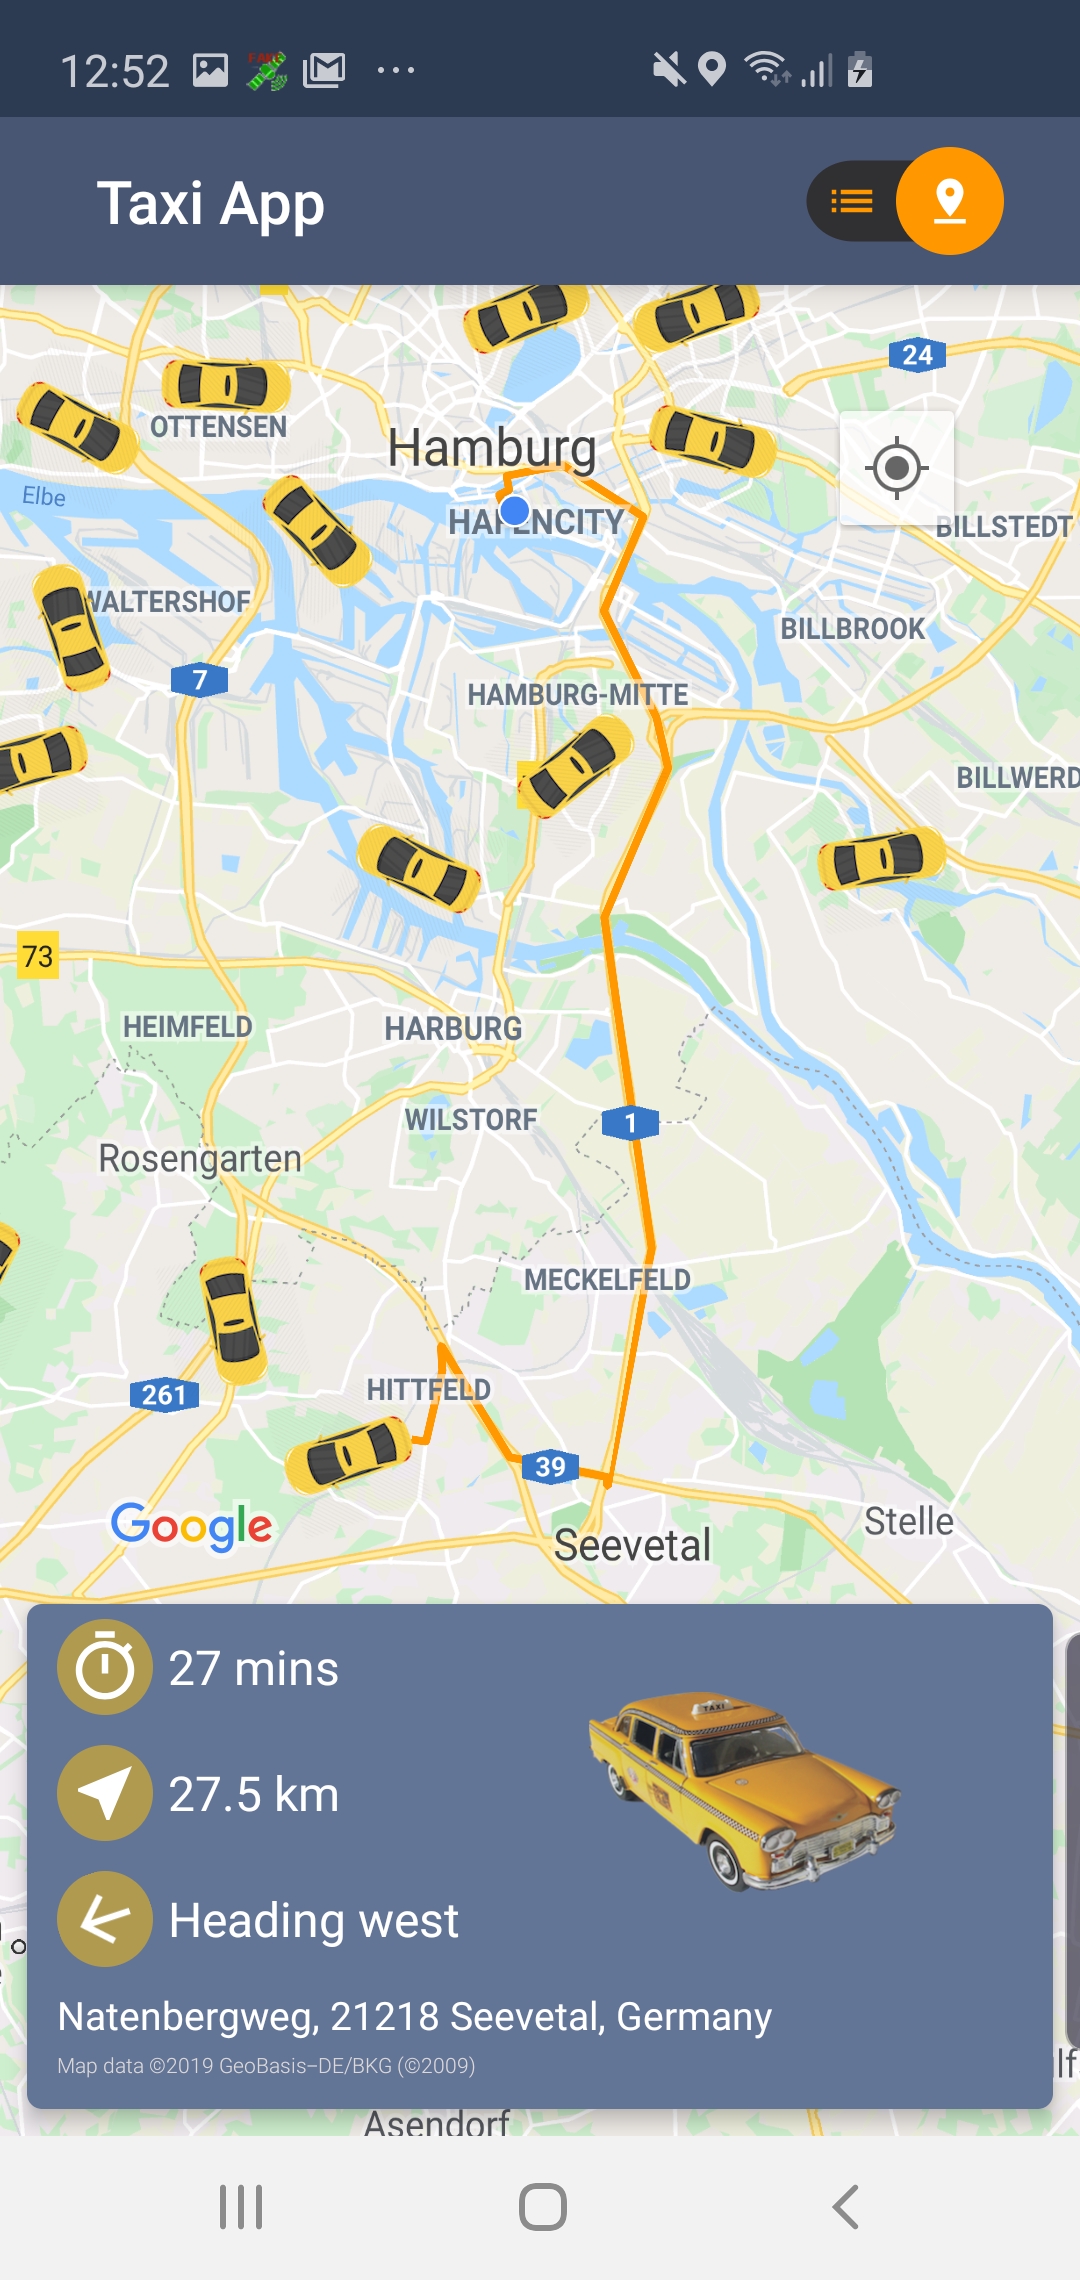 12:52
FAKE
Taxi App
24
OTTENSEN
Hamburg
Elbe
HAFENCITY
BILLSTEDT
WALTERSHOF
BILLBROOK
7
HAMBURG-MITTE
BILLWERD
73
HEIMFELD
HARBURG
WILSTORF
1
Rosengarten
MECKELFELD
HITTFELD
261
39
Google
Stelle
Seevetal
27 mins
TAXI
27.5 km
Heading west
Natenbergweg, 21218 Seevetal, Germany
Map data ©2019 GeoBasis-DE/BKG (©2009)
Asendorf